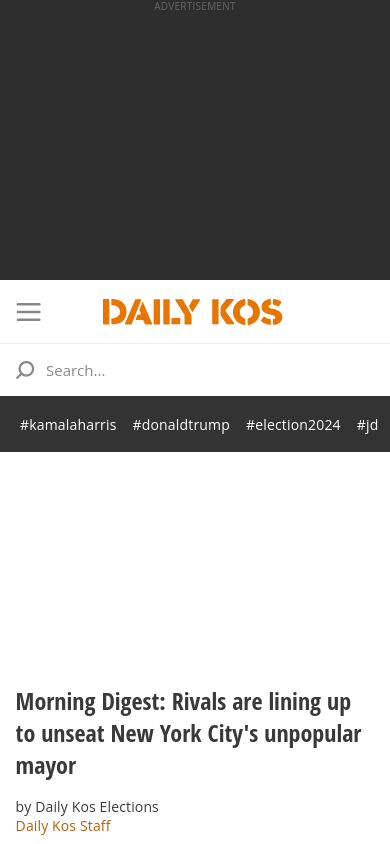 ADVERTISEMENT
DAILY KOS
Search...
#kamalaharris #donaldtrump #election2024 #jd
Morning Digest: Rivals are lining up
to unseat New York City's unpopular
mayor
by Daily Kos Elections
Daily Kos Staff